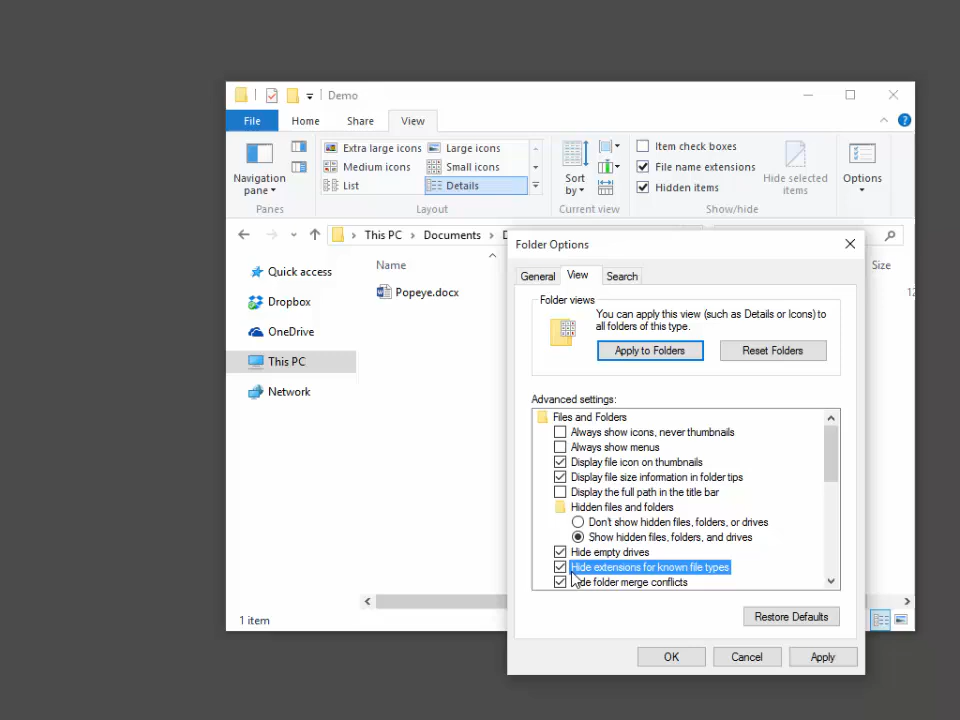 Demo
File
Home
Share
View
?
Navigation
pane
Extra large icons
Large icons
Medium icons
Small icons
List
Details
Sort
by
Item check boxes
File name extensions
Hidden items
Hide selected
items
Options
Panes
Layout
Current view
Show/hide
This PC
Documents
Quick access
Dropbox
OneDrive
This PC
Network
Name
Size
Popeye.docx
12
1 item
Folder Options
General
View
Search
Folder views
You can apply this view (such as Details or Icons) to
all folders of this type.
Apply to Folders
Reset Folders
Advanced settings:
Files and Folders
Always show icons, never thumbnails
Always show menus
Display file icon on thumbnails
Display file size information in folder tips
Display the full path in the title bar
Hidden files and folders
Don't show hidden files, folders, or drives
Show hidden files, folders, and drives
Hide empty drives
Hide extensions for known file types
folder merge conflicts
Restore Defaults
OK
Cancel
Apply